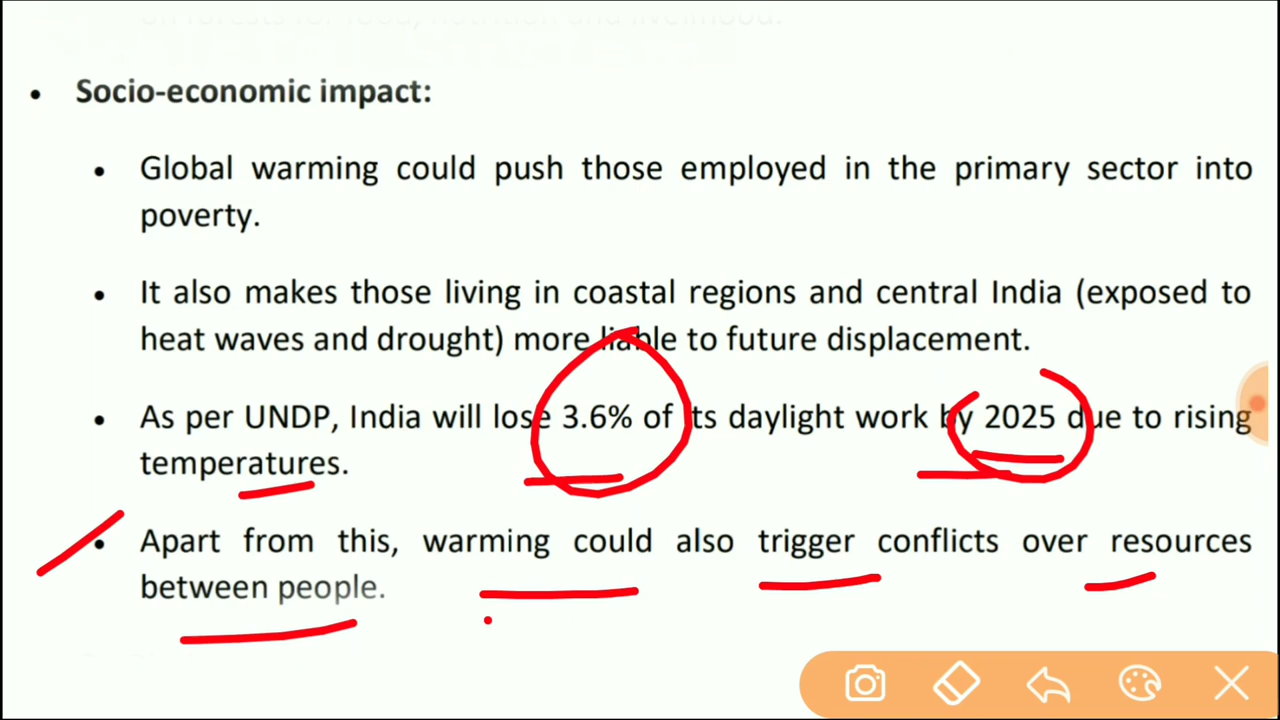 • Socio-economic impact:
• Global warming could push those employed in the primary sector into
poverty.
• It also makes those living in coastal regions and central India (exposed to
heat waves and drought) more liable to future displacement.
• As per UNDP, India will lose 3.6% of its daylight work by 2025 due to rising
temperatures.
• Apart from this, warming could also trigger conflicts over resources
between people.